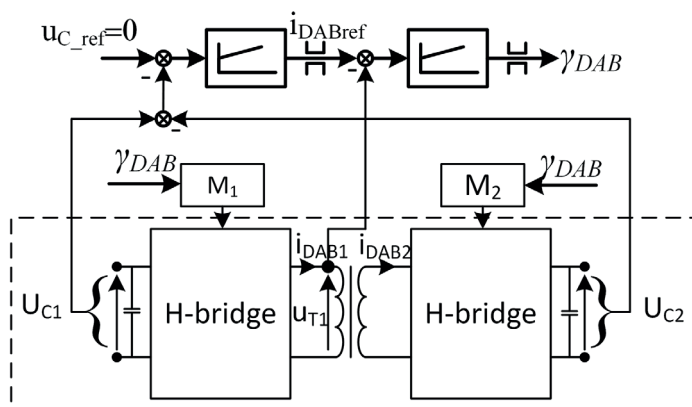 u_C_ref=0
i_DABref
-
-
γ_DAB
-
γ_DAB
M_1
M_2
γ_DAB
i_DAB1
i_DAB2
U_C1
H-bridge
u_T1
H-bridge
U_C2